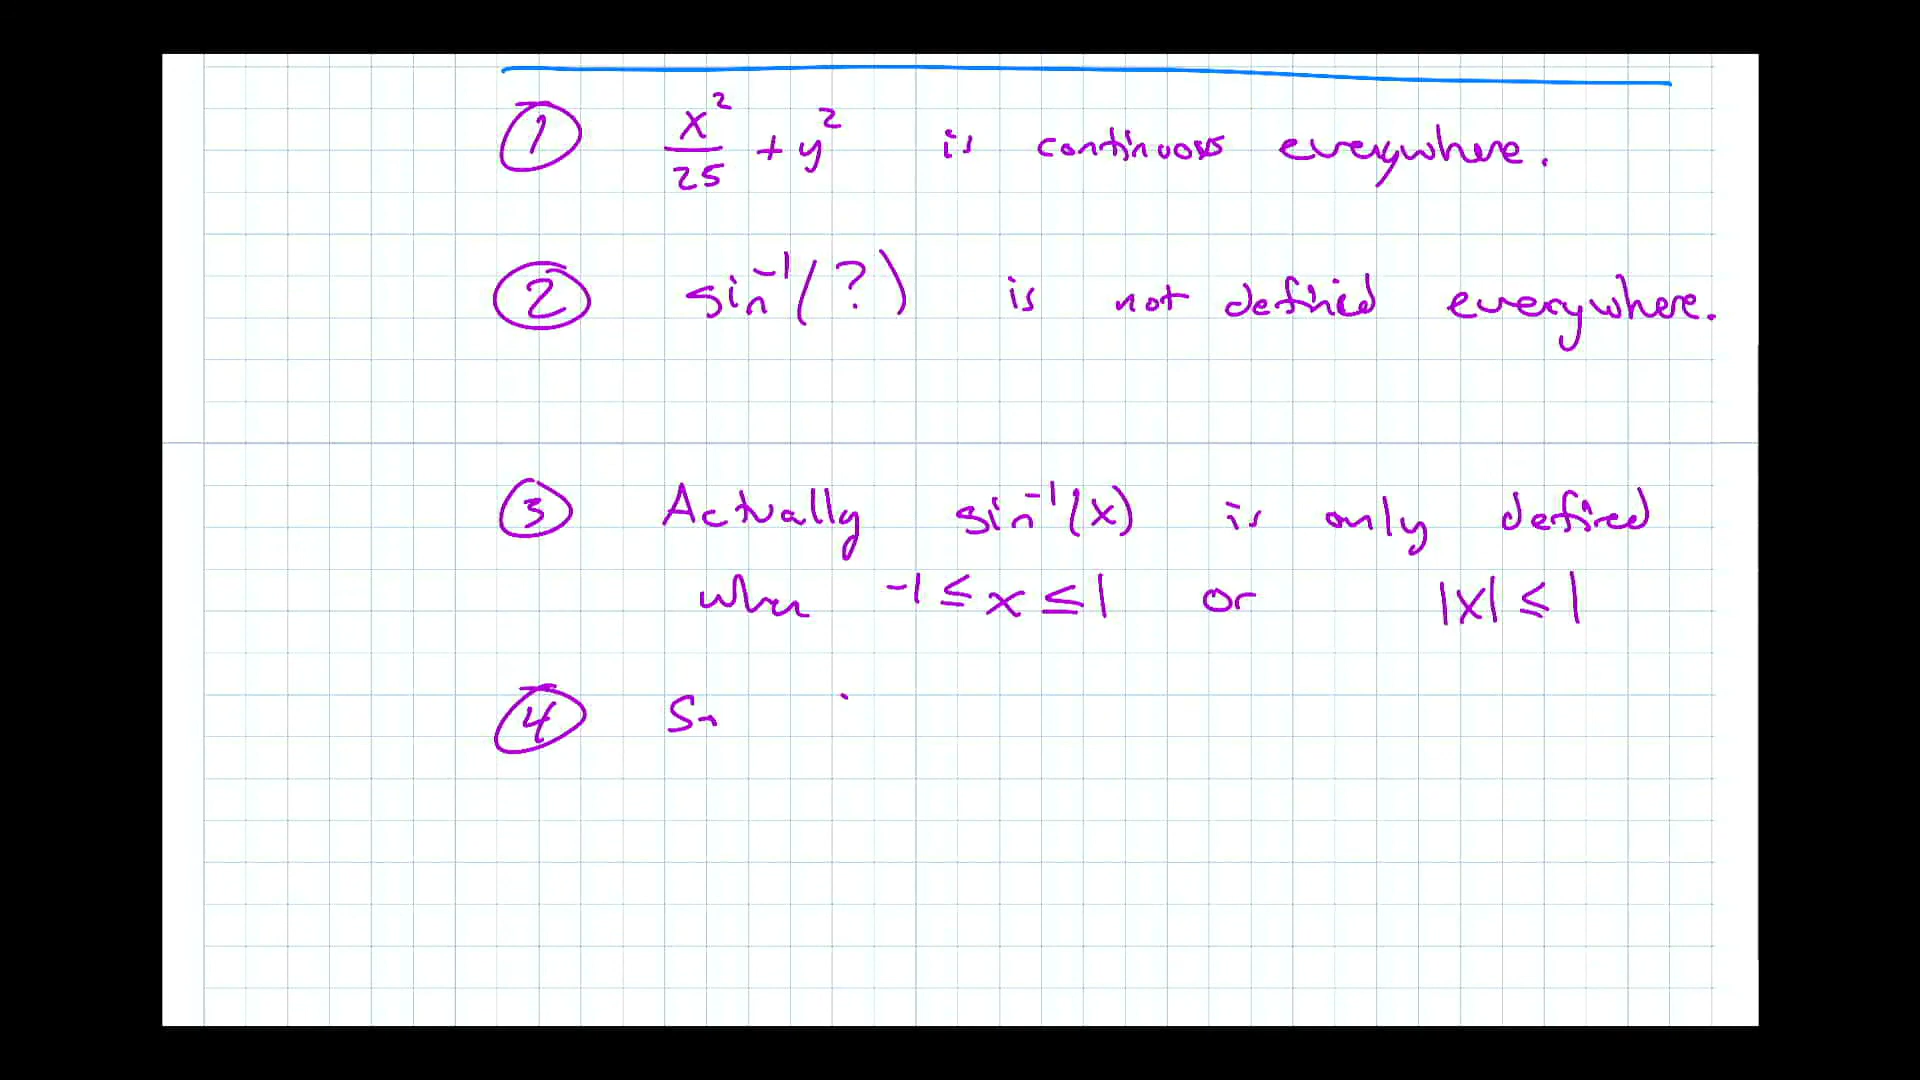 ① x²/25 + y² is continuous everywhere.
② sin⁻¹(?) is not defined everywhere.
③ Actually sin⁻¹(x) is only defined
when -1 ≤ x ≤ 1 or |x| ≤ 1
④